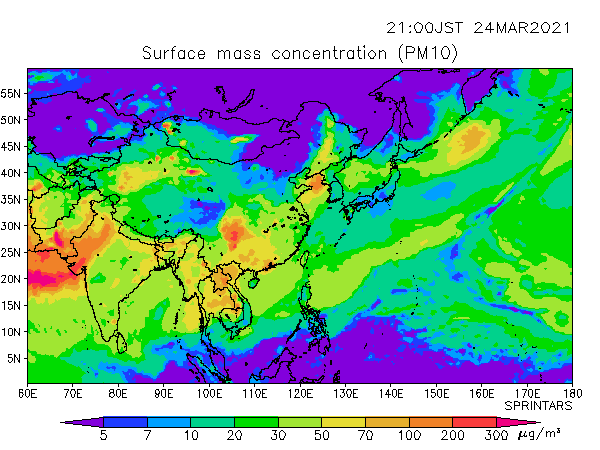 21:00JST 24MAR2021
Surface mass concentration (PM10)
55N
50N
45N
40N
35N
30N
25N
20N
15N
10N
5N
60E 70E 80E 90E 100E 110E 120E 130E 140E 150E 160E 170E 180
SPRINTARS
5 7 10 20 30 50 70 100 200 300 μg/m³